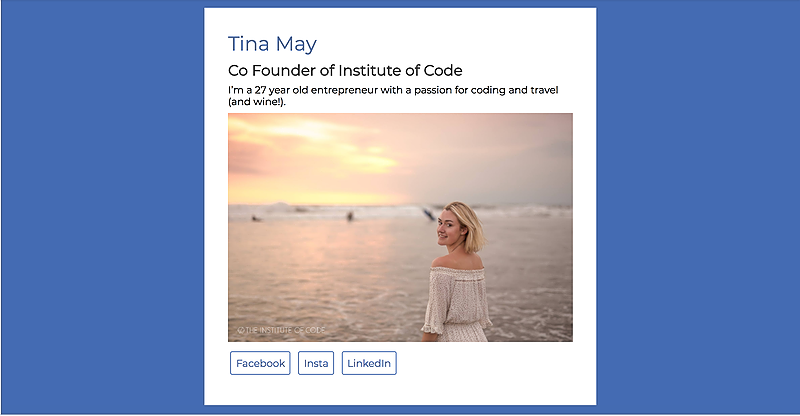 Tina May
Co Founder of Institute of Code
I'm a 27 year old entrepreneur with a passion for coding and travel
(and wine!).
© THE INSTITUTE OF CODE
Facebook
Insta
LinkedIn